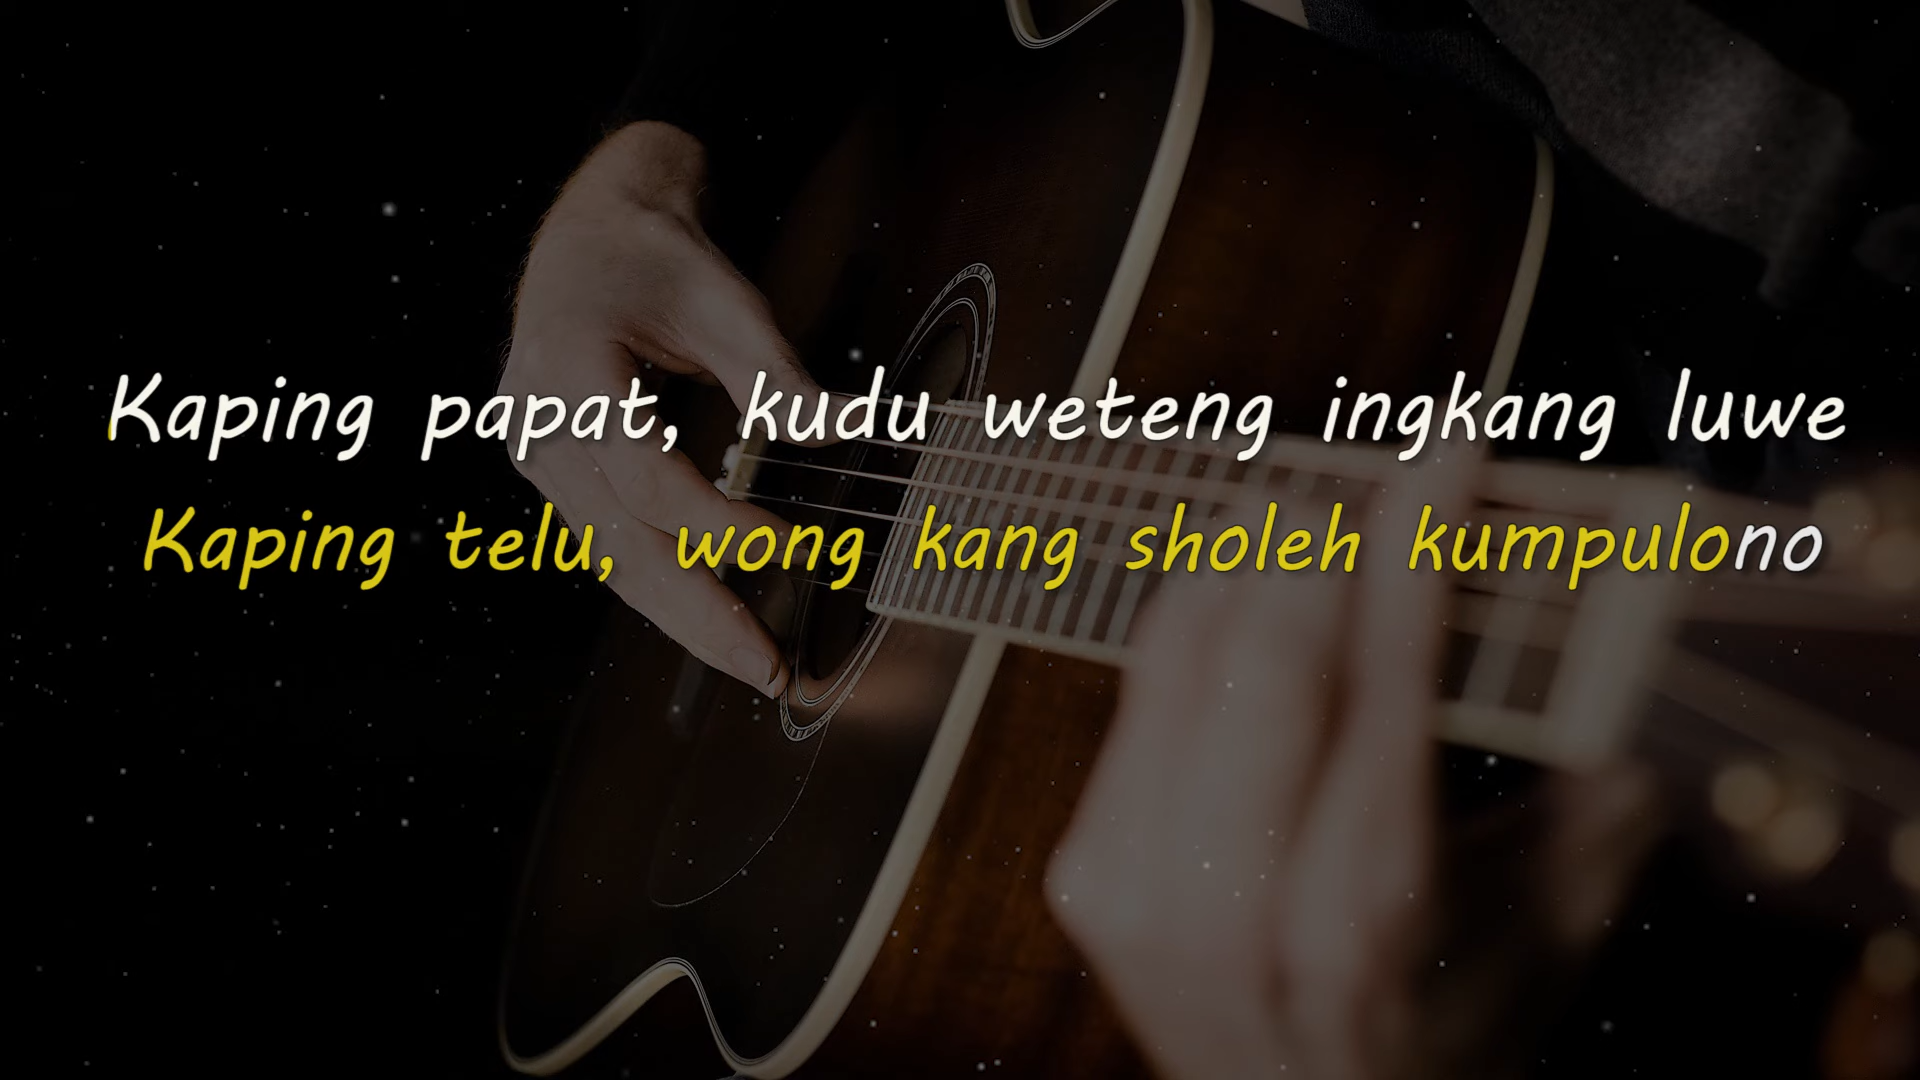 Kaping papat, kudu weteng ingkang luwe
Kaping telu, wong kang sholeh kumpulono